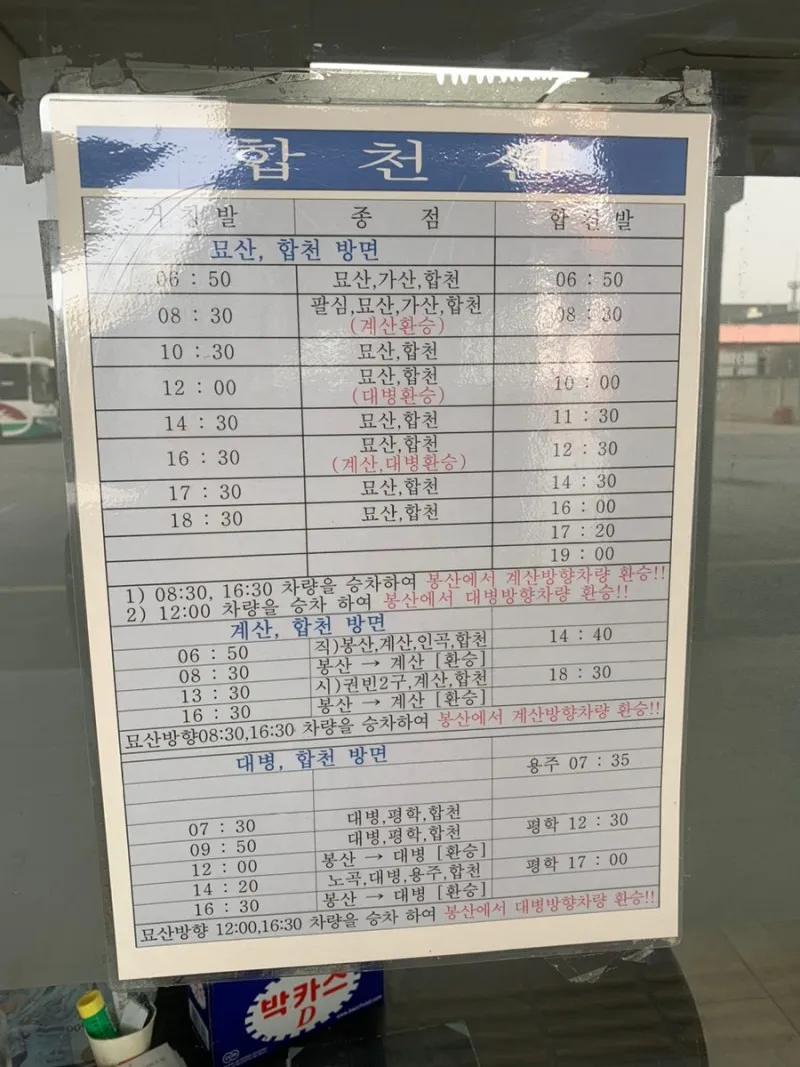 합 천 선
거 창 발 종 점 합 천 발
묘산, 합천 방면
06 : 50 묘산,가산,합천 06 : 50
08 : 30 팔심,묘산,가산,합천 08 : 30
(계산환승)
10 : 30 묘산,합천
12 : 00 묘산,합천 10 : 00
(대병환승)
14 : 30 묘산,합천 11 : 30
16 : 30 묘산,합천 12 : 30
(계산,대병환승)
17 : 30 묘산,합천 14 : 30
18 : 30 묘산,합천 16 : 00
17 : 20
19 : 00
1) 08:30, 16:30 차량을 승차하여 봉산에서 계산방향차량 환승!!
2) 12:00 차량을 승차 하여 봉산에서 대병방향차량 환승!!
계산, 합천 방면 14 : 40
06 : 50 직)봉산,계산,인곡,합천
08 : 30 봉산 → 계산 [환승] 18 : 30
13 : 30 시)권빈2구,계산,합천
16 : 30 봉산 → 계산 [환승]
묘산방향08:30,16:30 차량을 승차하여 봉산에서 계산방향차량 환승!!
대병, 합천 방면 용주 07 : 35
07 : 30 대병,평학,합천 평학 12 : 30
09 : 50 대병,평학,합천
12 : 00 봉산 → 대병 [환승] 평학 17 : 00
14 : 20 노곡,대병,용주,합천
16 : 30 봉산 → 대병 [환승]
묘산방향 12:00,16:30 차량을 승차 하여 봉산에서 대병방향차량 환승!!
박카스
D